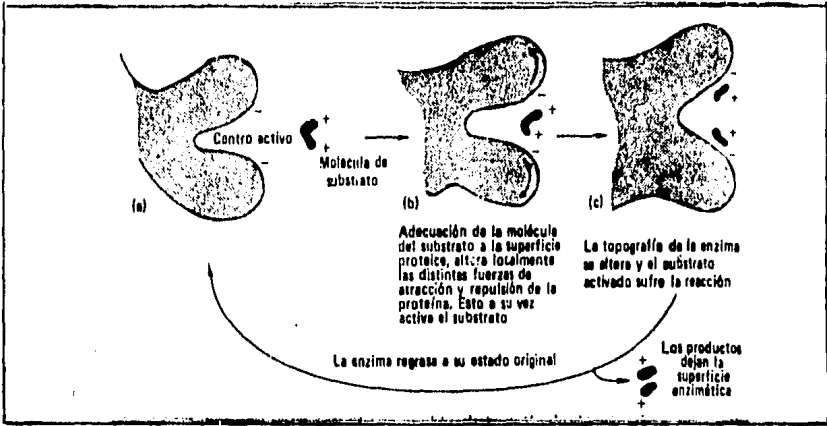 Contro activo
Molécula de
substrato
(a)
(b)
(c)
Adecuación de la molécula
del substrato a la superficie
proteice, altera localmente
las distintas fuerzas de
atracción y repulsión de la
proteína. Esto a su vez
activa el substrato
La topografía de la enzima
se altera y el substrato
activado sufre la reacción
La enzima regresa a su estado original
Los productos
dejan la
superficie
enzimática